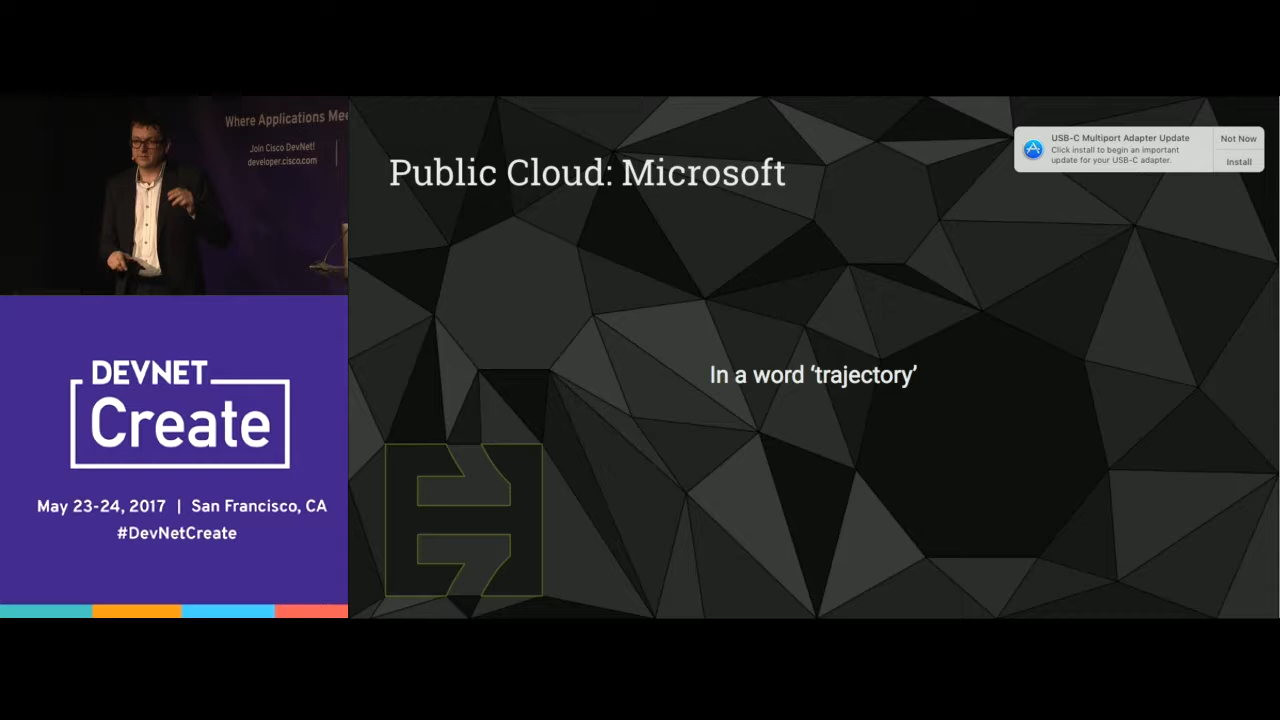 Where Applications Mee
Join Cisco DevNet!
developer.cisco.com
DEVNET
Create
May 23-24, 2017 | San Francisco, CA
#DevNetCreate
Public Cloud: Microsoft
In a word ‘trajectory’
USB-C Multiport Adapter Update
Click install to begin an important
update for your USB-C adapter.
Not Now
Install